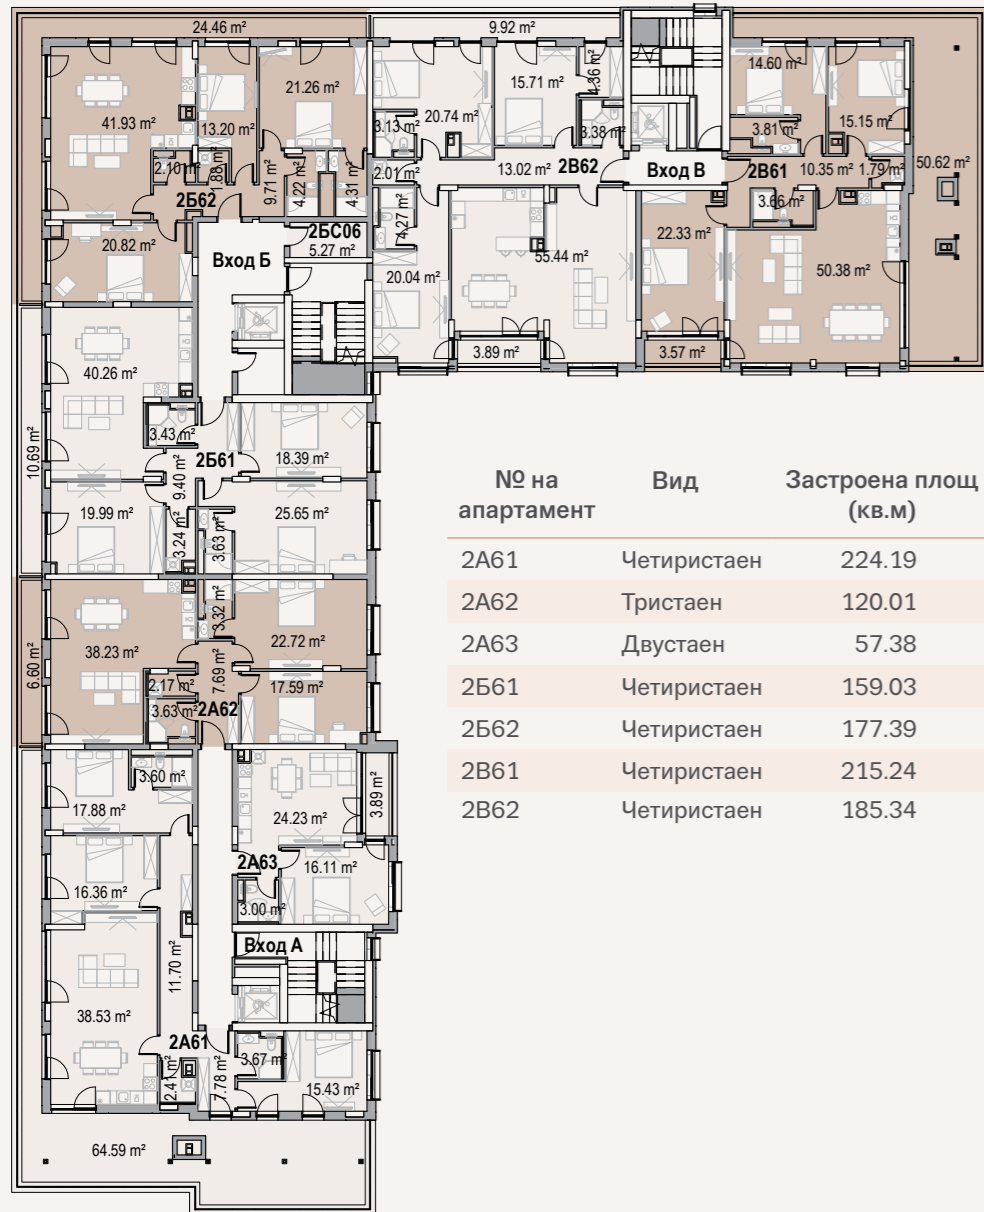 24.46 m²
9.92 m²
41.93 m²
13.20 m²
21.26 m²
20.74 m²
15.71 m²
4.36 m²
14.60 m²
15.15 m²
3.13 m²
3.38 m²
3.81 m²
2.10 m²
1.88 m²
9.71 m²
4.22 m²
4.31 m²
2.01 m²
13.02 m²
2В62
Вход В
2В61
10.35 m²
1.79 m²
50.62 m²
2Б62
4.27 m²
3.66 m²
20.82 m²
Вход Б
2БС06
5.27 m²
20.04 m²
55.44 m²
22.33 m²
50.38 m²
3.89 m²
3.57 m²
40.26 m²
10.69 m²
3.43 m²
2Б61
18.39 m²
9.40 m²
19.99 m²
3.24 m²
3.63 m²
25.65 m²
6.60 m²
38.23 m²
3.32 m²
22.72 m²
7.69 m²
2.17 m²
3.63 m²
2А62
17.59 m²
3.60 m²
17.88 m²
24.23 m²
3.89 m²
2А63
16.11 m²
16.36 m²
3.00 m²
Вход А
11.70 m²
38.53 m²
2А61
2.41 m²
7.78 m²
3.67 m²
15.43 m²
64.59 m²
№ на апартамент Вид Застроена площ (кв.м)
2А61 Четиристаен 224.19
2А62 Тристаен 120.01
2А63 Двустаен 57.38
2Б61 Четиристаен 159.03
2Б62 Четиристаен 177.39
2В61 Четиристаен 215.24
2В62 Четиристаен 185.34